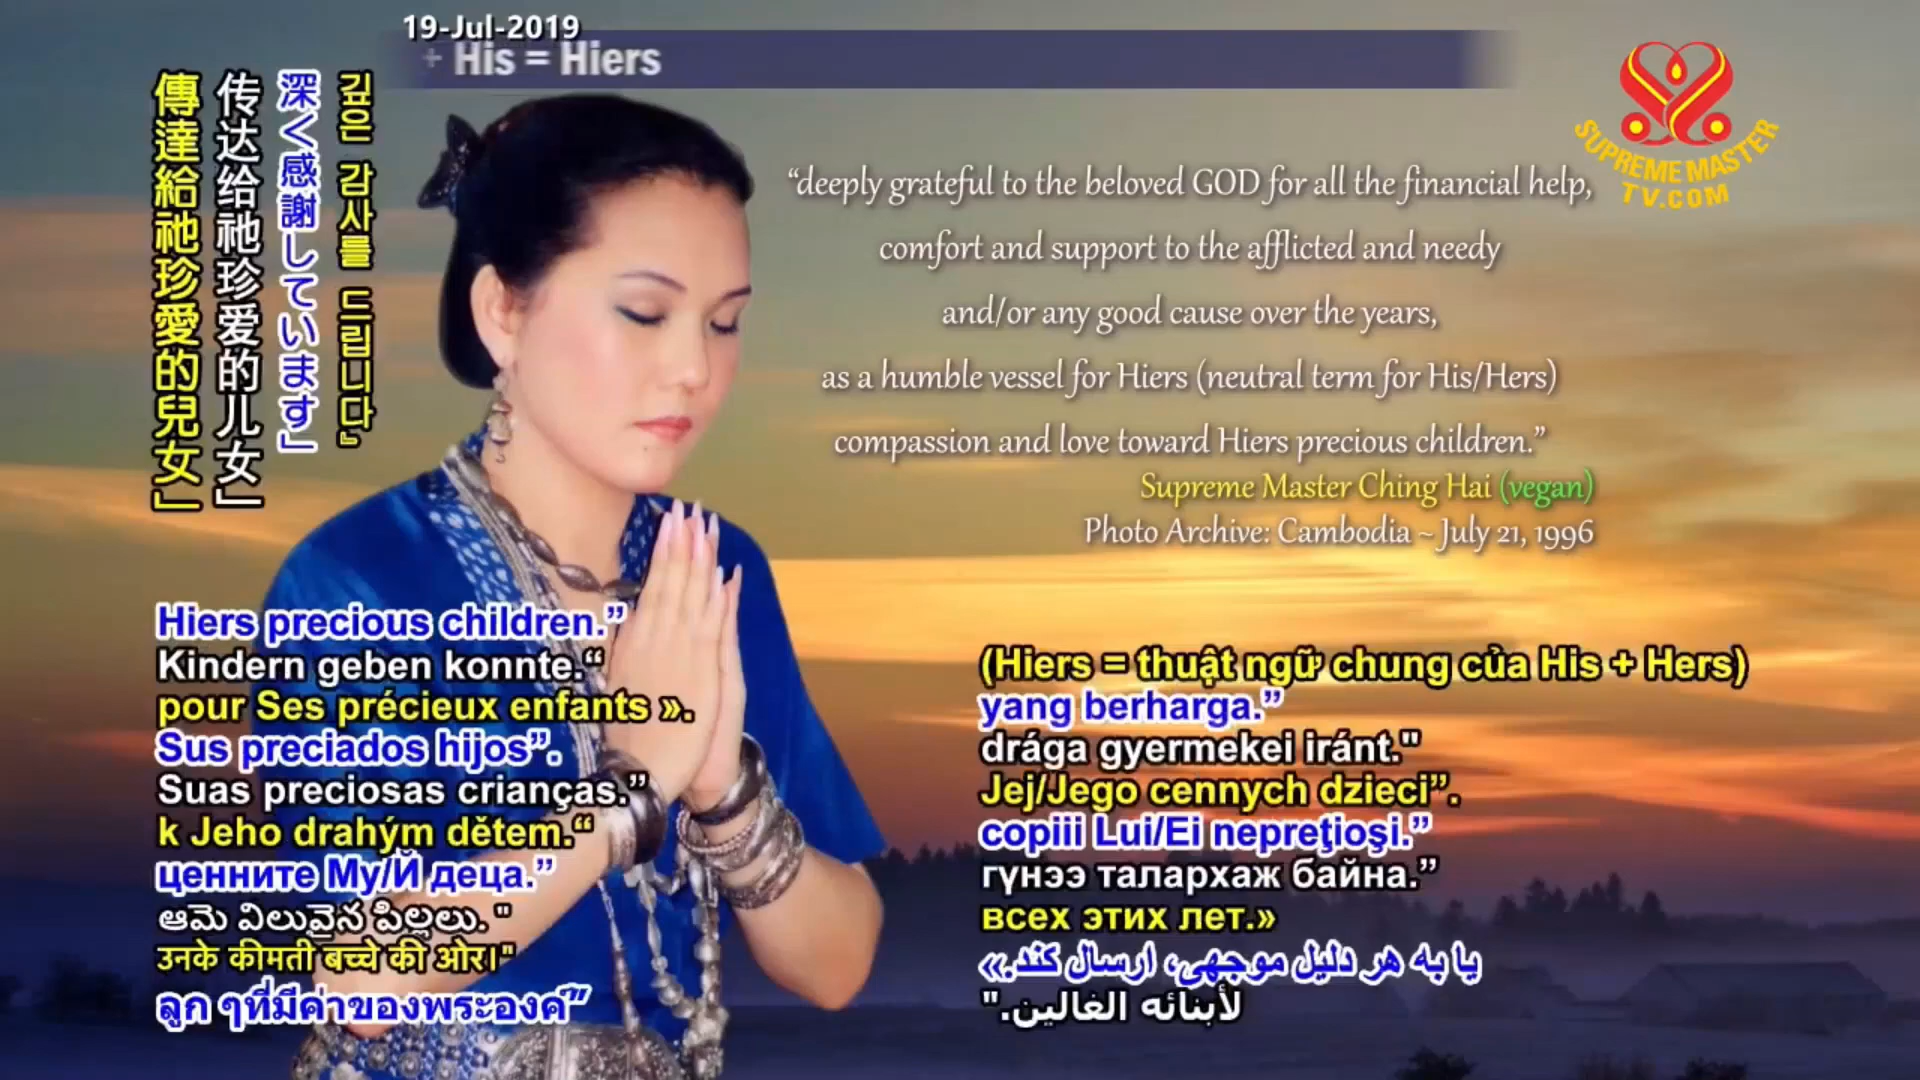 19-Jul-2019
+ His = Hiers
SUPREME MASTER
TV.COM
傳達給祂珍愛的兒女」
传达给祂珍爱的儿女」
深く感謝しています」
깊은 감사를 드립니다』
“deeply grateful to the beloved GOD for all the financial help,
comfort and support to the afflicted and needy
and/or any good cause over the years,
as a humble vessel for Hiers (neutral term for His/Hers)
compassion and love toward Hiers precious children.”
Supreme Master Ching Hai (vegan)
Photo Archive: Cambodia ~ July 21, 1996
Hiers precious children.”
Kindern geben konnte.“
pour Ses précieux enfants ».
Sus preciados hijos”.
Suas preciosas crianças.”
k Jeho drahým dětem.“
ценните Му/Й деца.”
ఆమె విలువైన పిల్లలు. "
उनके कीमती बच्चे की ओर।"
ลูก ๆที่มีค่าของพระองค์”
(Hiers = thuật ngữ chung của His + Hers)
yang berharga.”
drága gyermekei iránt."
Jej/Jego cennych dzieci”.
copiii Lui/Ei nepreţioşi.”
гүнээ талархаж байна.”
всех этих лет.»
یا به هر دلیل موجهی، ارسال کند.»
لأبنائه الغالين."